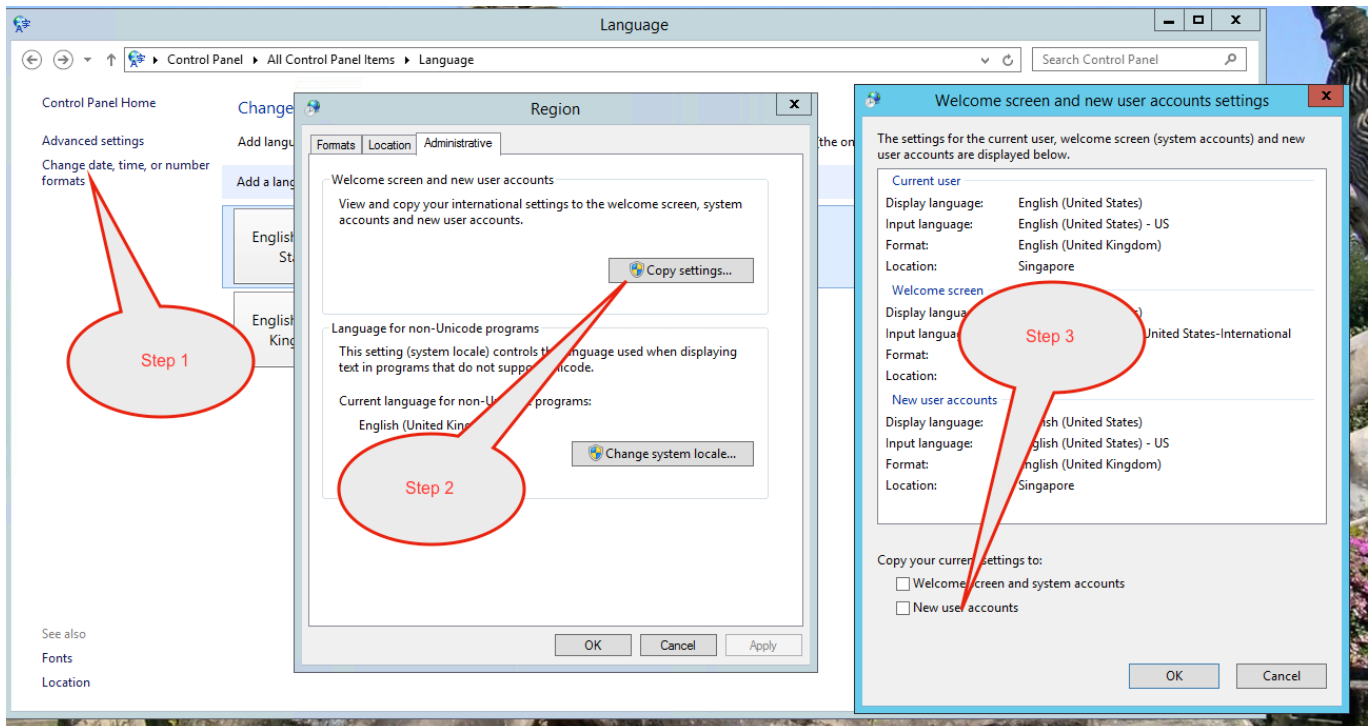 Language
Control Panel ▸ All Control Panel Items ▸ Language
Search Control Panel
Control Panel Home
Advanced settings
Change date, time, or number
formats
See also
Fonts
Location
Change
Add langu
(the on
Add a lang
English
St
English
King
Step 1
Region
Formats
Location
Administrative
Welcome screen and new user accounts
View and copy your international settings to the welcome screen, system
accounts and new user accounts.
Copy settings...
Language for non-Unicode programs
This setting (system locale) controls the language used when displaying
text in programs that do not support Unicode.
Current language for non-Unicode programs:
English (United King
Change system locale...
Step 2
OK
Cancel
Apply
Welcome screen and new user accounts settings
The settings for the current user, welcome screen (system accounts) and new
user accounts are displayed below.
Current user
Display language: English (United States)
Input language: English (United States) - US
Format: English (United Kingdom)
Location: Singapore
Welcome screen
Display langua
Input langua United States-International
Format:
Location:
Step 3
New user accounts
Display language: English (United States)
Input language: English (United States) - US
Format: English (United Kingdom)
Location: Singapore
Copy your current settings to:
Welcome screen and system accounts
New user accounts
OK
Cancel